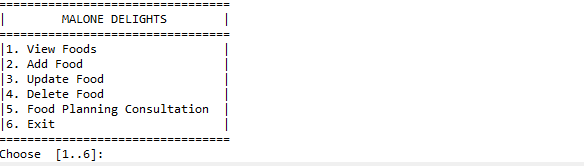 =================================
|        MALONE DELIGHTS        |
=================================
|1. View Foods                  |
|2. Add Food                    |
|3. Update Food                 |
|4. Delete Food                 |
|5. Food Planning Consultation  |
|6. Exit                        |
=================================
Choose  [1..6]: